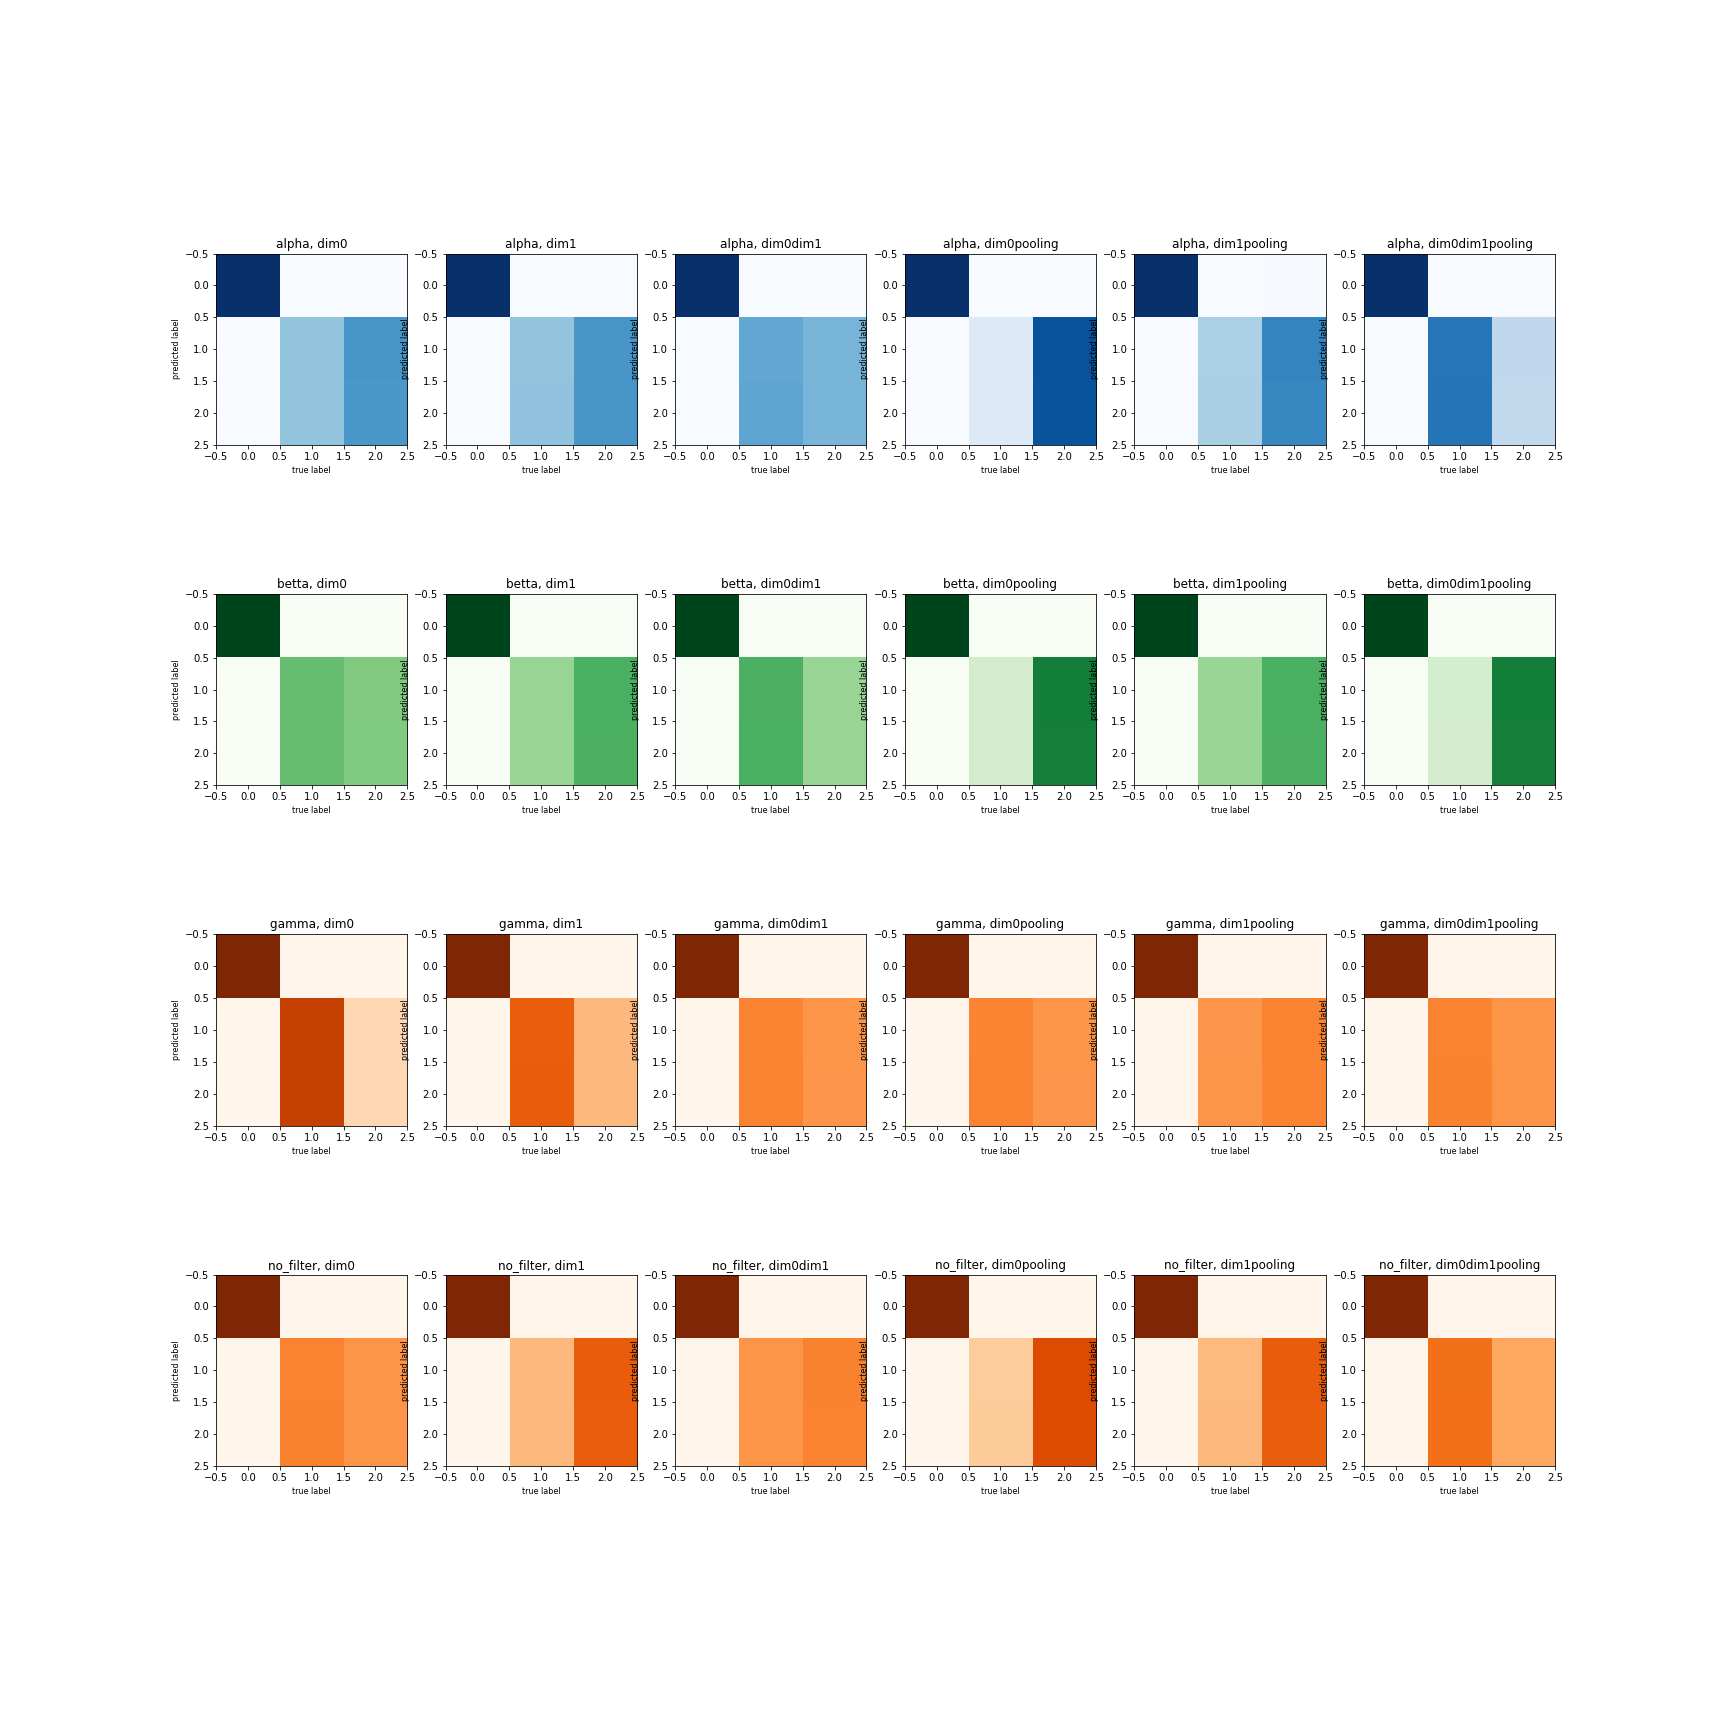 alpha, dim0 alpha, dim1 alpha, dim0dim1 alpha, dim0pooling alpha, dim1pooling alpha, dim0dim1pooling
−0.5 −0.5 −0.5 −0.5 −0.5 −0.5
0.0 0.0 0.0 0.0 0.0 0.0
0.5 0.5 0.5 0.5 0.5 0.5
predicted label predicted label predicted label predicted label predicted label predicted label
1.0 1.0 1.0 1.0 1.0 1.0
1.5 1.5 1.5 1.5 1.5 1.5
2.0 2.0 2.0 2.0 2.0 2.0
2.5 2.5 2.5 2.5 2.5 2.5
−0.5 0.0 0.5 1.0 1.5 2.0 2.5 −0.5 0.0 0.5 1.0 1.5 2.0 2.5 −0.5 0.0 0.5 1.0 1.5 2.0 2.5 −0.5 0.0 0.5 1.0 1.5 2.0 2.5 −0.5 0.0 0.5 1.0 1.5 2.0 2.5 −0.5 0.0 0.5 1.0 1.5 2.0 2.5
true label true label true label true label true label true label
betta, dim0 betta, dim1 betta, dim0dim1 betta, dim0pooling betta, dim1pooling betta, dim0dim1pooling
−0.5 −0.5 −0.5 −0.5 −0.5 −0.5
0.0 0.0 0.0 0.0 0.0 0.0
0.5 0.5 0.5 0.5 0.5 0.5
predicted label predicted label predicted label predicted label predicted label predicted label
1.0 1.0 1.0 1.0 1.0 1.0
1.5 1.5 1.5 1.5 1.5 1.5
2.0 2.0 2.0 2.0 2.0 2.0
2.5 2.5 2.5 2.5 2.5 2.5
−0.5 0.0 0.5 1.0 1.5 2.0 2.5 −0.5 0.0 0.5 1.0 1.5 2.0 2.5 −0.5 0.0 0.5 1.0 1.5 2.0 2.5 −0.5 0.0 0.5 1.0 1.5 2.0 2.5 −0.5 0.0 0.5 1.0 1.5 2.0 2.5 −0.5 0.0 0.5 1.0 1.5 2.0 2.5
true label true label true label true label true label true label
gamma, dim0 gamma, dim1 gamma, dim0dim1 gamma, dim0pooling gamma, dim1pooling gamma, dim0dim1pooling
−0.5 −0.5 −0.5 −0.5 −0.5 −0.5
0.0 0.0 0.0 0.0 0.0 0.0
0.5 0.5 0.5 0.5 0.5 0.5
predicted label predicted label predicted label predicted label predicted label predicted label
1.0 1.0 1.0 1.0 1.0 1.0
1.5 1.5 1.5 1.5 1.5 1.5
2.0 2.0 2.0 2.0 2.0 2.0
2.5 2.5 2.5 2.5 2.5 2.5
−0.5 0.0 0.5 1.0 1.5 2.0 2.5 −0.5 0.0 0.5 1.0 1.5 2.0 2.5 −0.5 0.0 0.5 1.0 1.5 2.0 2.5 −0.5 0.0 0.5 1.0 1.5 2.0 2.5 −0.5 0.0 0.5 1.0 1.5 2.0 2.5 −0.5 0.0 0.5 1.0 1.5 2.0 2.5
true label true label true label true label true label true label
no_filter, dim0 no_filter, dim1 no_filter, dim0dim1 no_filter, dim0pooling no_filter, dim1pooling no_filter, dim0dim1pooling
−0.5 −0.5 −0.5 −0.5 −0.5 −0.5
0.0 0.0 0.0 0.0 0.0 0.0
0.5 0.5 0.5 0.5 0.5 0.5
predicted label predicted label predicted label predicted label predicted label predicted label
1.0 1.0 1.0 1.0 1.0 1.0
1.5 1.5 1.5 1.5 1.5 1.5
2.0 2.0 2.0 2.0 2.0 2.0
2.5 2.5 2.5 2.5 2.5 2.5
−0.5 0.0 0.5 1.0 1.5 2.0 2.5 −0.5 0.0 0.5 1.0 1.5 2.0 2.5 −0.5 0.0 0.5 1.0 1.5 2.0 2.5 −0.5 0.0 0.5 1.0 1.5 2.0 2.5 −0.5 0.0 0.5 1.0 1.5 2.0 2.5 −0.5 0.0 0.5 1.0 1.5 2.0 2.5
true label true label true label true label true label true label